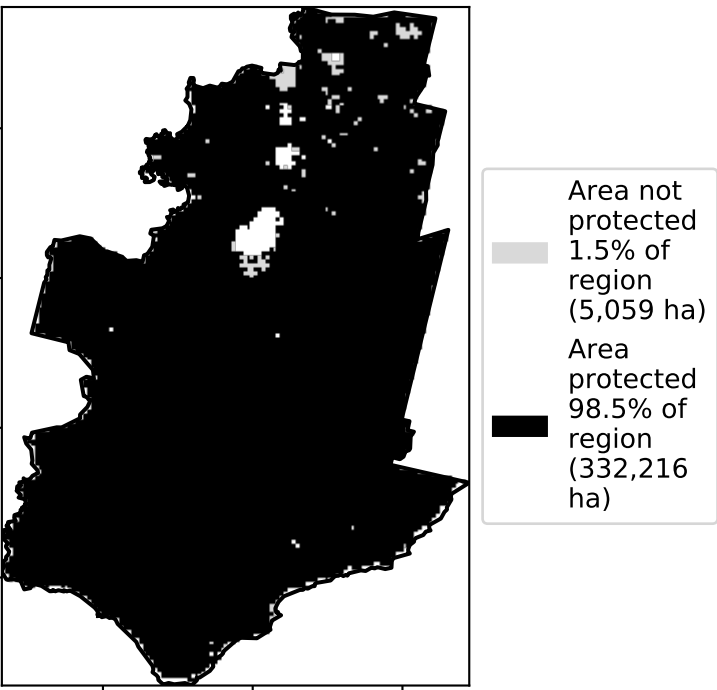 Area not
protected
1.5% of
region
(5,059 ha)
Area
protected
98.5% of
region
(332,216
ha)